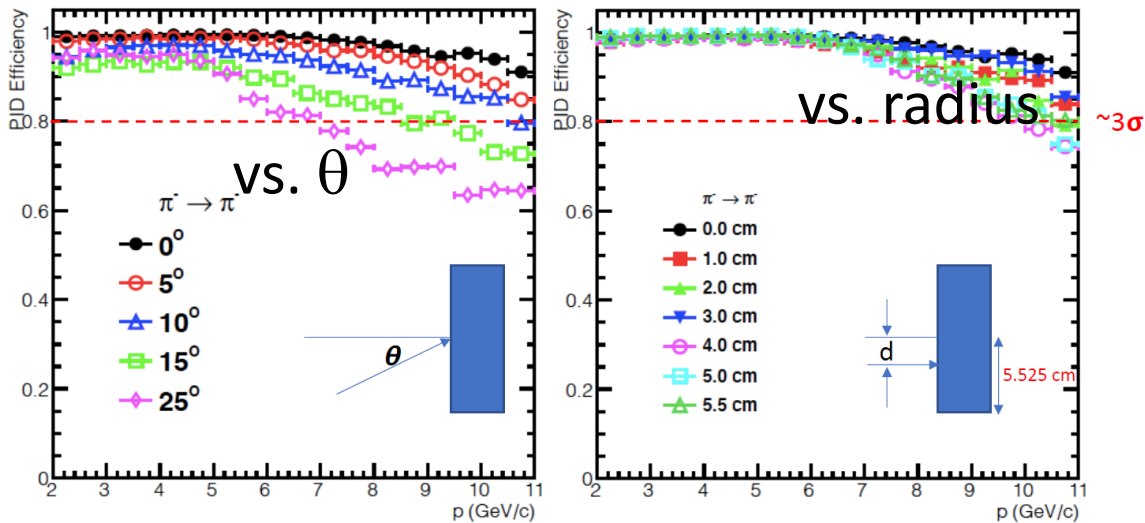 PID Efficiency
1
0.8
0.6
0.4
0.2
0
2 3 4 5 6 7 8 9 10 11
p (GeV/c)
vs. θ
π⁻ → π⁻
0°
5°
10°
15°
25°
θ
PID Efficiency
1
0.8
0.6
0.4
0.2
0
2 3 4 5 6 7 8 9 10 11
p (GeV/c)
vs. radius
~3σ
π⁻ → π⁻
0.0 cm
1.0 cm
2.0 cm
3.0 cm
4.0 cm
5.0 cm
5.5 cm
d
5.525 cm